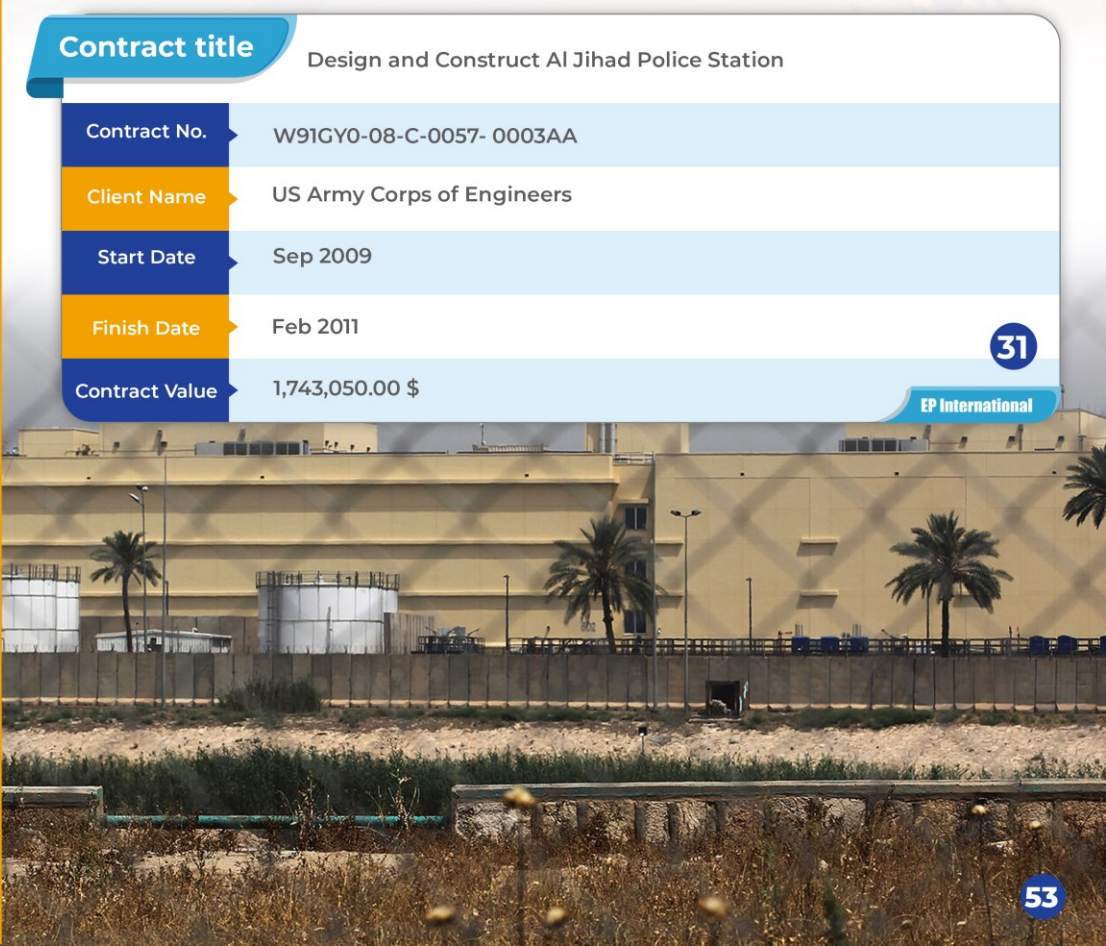 Contract title
Design and Construct Al Jihad Police Station
Contract No.
W91GY0-08-C-0057- 0003AA
Client Name
US Army Corps of Engineers
Start Date
Sep 2009
Finish Date
Feb 2011
31
Contract Value
1,743,050.00 $
EP International
53